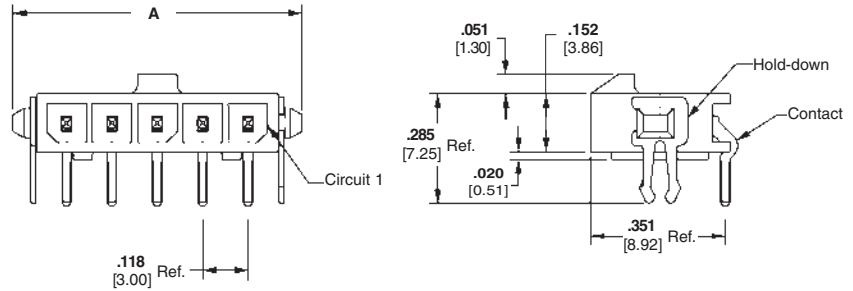 A
Circuit 1
.118
[3.00] Ref.
.051
[1.30]
.152
[3.86]
Hold-down
Contact
.285
[7.25] Ref.
.020
[0.51]
.351
[8.92] Ref.